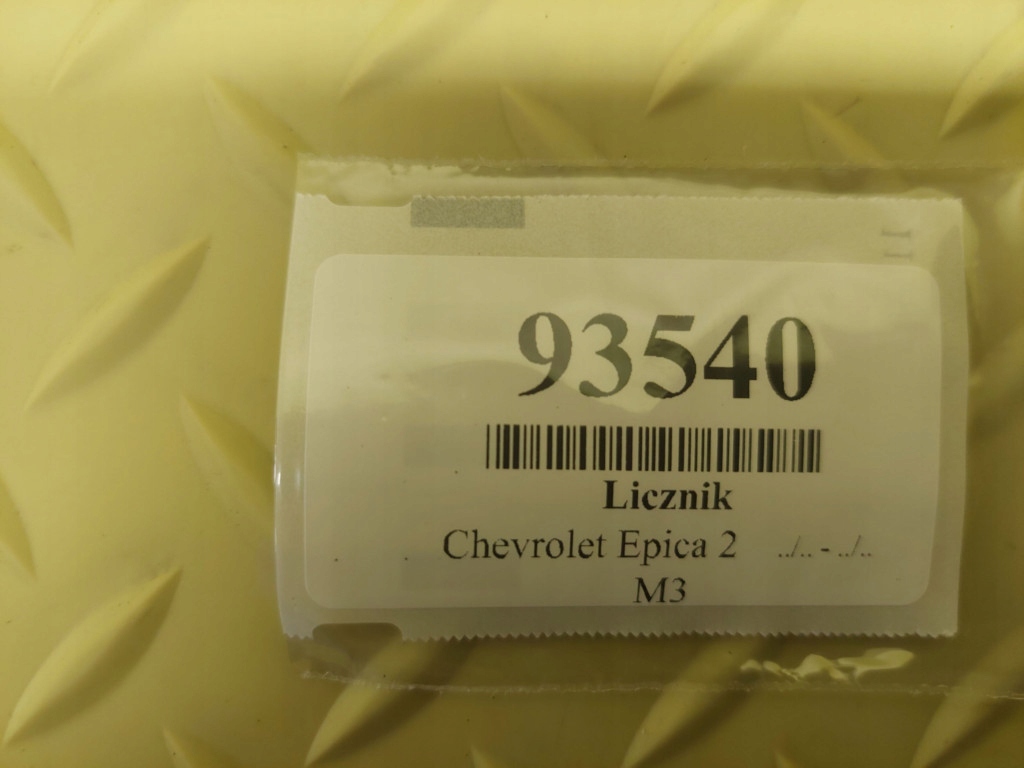 93540
Licznik
Chevrolet Epica 2 ../.. - ../..
M3